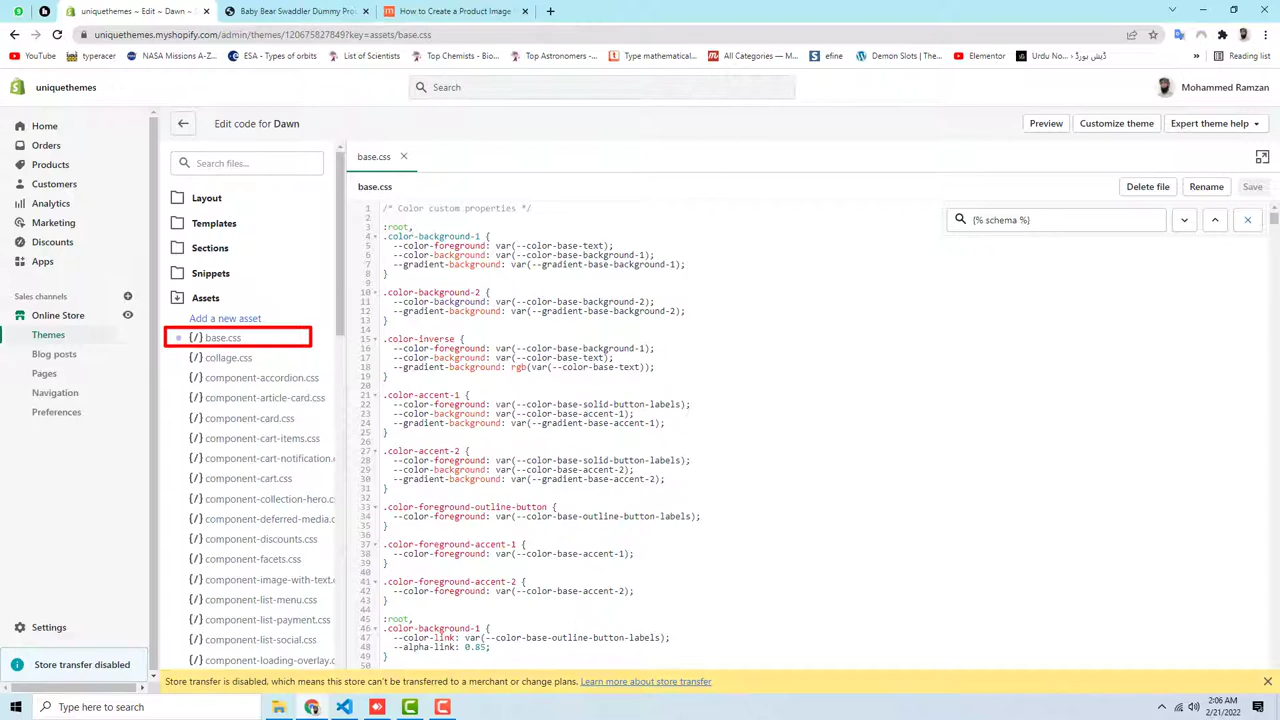 uniquethemes ~ Edit ~ Dawn ~
Baby Bear Swaddler Dummy Pro
How to Create a Product Image
uniquethemes.myshopify.com/admin/themes/120675827849?key=assets/base.css
YouTube
typeracer
NASA Missions A-Z...
ESA - Types of orbits
List of Scientists
Top Chemists - Biol...
Top Astronomers -...
Type mathematical...
All Categories — M...
efine
Demon Slots | The...
Elementor
Urdu No... ڈیش بورڈ
Reading list
uniquethemes
Search
Mohammed Ramzan
Home
Orders
Products
Customers
Analytics
Marketing
Discounts
Apps
Sales channels
Online Store
Themes
Blog posts
Pages
Navigation
Preferences
Settings
Store transfer disabled
Edit code for Dawn
Preview
Customize theme
Expert theme help
Search files...
Layout
Templates
Sections
Snippets
Assets
Add a new asset
{/} base.css
{/} collage.css
{/} component-accordion.css
{/} component-article-card.css
{/} component-card.css
{/} component-cart-items.css
{/} component-cart-notification.c
{/} component-cart.css
{/} component-collection-hero.cs
{/} component-deferred-media.c
{/} component-discounts.css
{/} component-facets.css
{/} component-image-with-text.c
{/} component-list-menu.css
{/} component-list-payment.css
{/} component-list-social.css
{/} component-loading-overlay.c
base.css
base.css
Delete file
Rename
Save
{% schema %}
1 /* Color custom properties */
2
3 :root,
4 .color-background-1 {
5 --color-foreground: var(--color-base-text);
6 --color-background: var(--color-base-background-1);
7 --gradient-background: var(--gradient-base-background-1);
8 }
9
10 .color-background-2 {
11 --color-background: var(--color-base-background-2);
12 --gradient-background: var(--gradient-base-background-2);
13 }
14
15 .color-inverse {
16 --color-foreground: var(--color-base-background-1);
17 --color-background: var(--color-base-text);
18 --gradient-background: rgb(var(--color-base-text));
19 }
20
21 .color-accent-1 {
22 --color-foreground: var(--color-base-solid-button-labels);
23 --color-background: var(--color-base-accent-1);
24 --gradient-background: var(--gradient-base-accent-1);
25 }
26
27 .color-accent-2 {
28 --color-foreground: var(--color-base-solid-button-labels);
29 --color-background: var(--color-base-accent-2);
30 --gradient-background: var(--gradient-base-accent-2);
31 }
32
33 .color-foreground-outline-button {
34 --color-foreground: var(--color-base-outline-button-labels);
35 }
36
37 .color-foreground-accent-1 {
38 --color-foreground: var(--color-base-accent-1);
39 }
40
41 .color-foreground-accent-2 {
42 --color-foreground: var(--color-base-accent-2);
43 }
44
45 :root,
46 .color-background-1 {
47 --color-link: var(--color-base-outline-button-labels);
48 --alpha-link: 0.85;
49 }
50
Store transfer is disabled, which means this store can't be transferred to a merchant or change plans. Learn more about store transfer
Type here to search
2:06 AM
2/21/2022